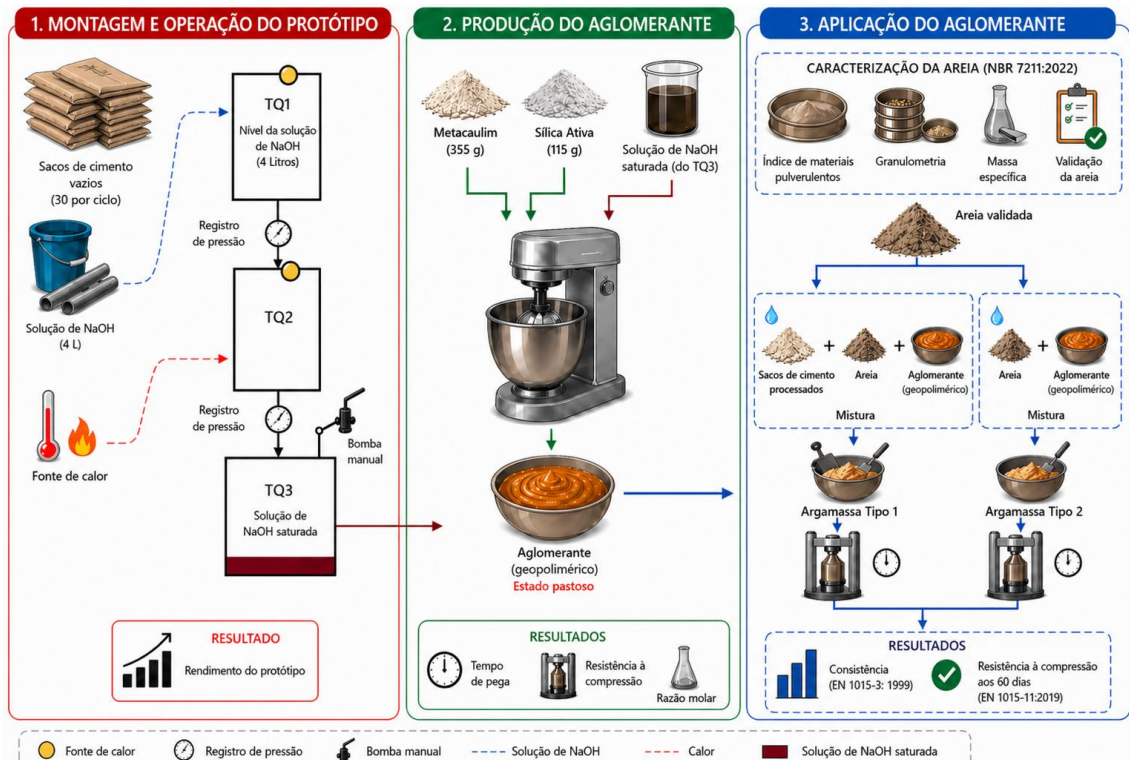 1. MONTAGEM E OPERAÇÃO DO PROTÓTIPO
Sacos de cimento
vazios
(30 por ciclo)
Solução de NaOH
(4 L)
Fonte de calor
TQ1
Nível da solução
de NaOH
(4 Litros)
Registro
de pressão
TQ2
Registro
de pressão
Bomba
manual
TQ3
Solução de
NaOH saturada
RESULTADO
Rendimento do protótipo
2. PRODUÇÃO DO AGLOMERANTE
Metacaulim
(355 g)
Sílica Ativa
(115 g)
Solução de NaOH
saturada (do TQ3)
Aglomerante
(geopolimérico)
Estado pastoso
RESULTADOS
Tempo
de pega
Resistência à
compressão
Razão molar
3. APLICAÇÃO DO AGLOMERANTE
CARACTERIZAÇÃO DA AREIA (NBR 7211:2022)
Índice de materiais
pulverulentos
Granulometria
Massa
específica
Validação
da areia
Areia validada
+
+
Sacos de cimento
processados
Areia
Aglomerante
(geopolimérico)
Mistura
+
Areia
Aglomerante
(geopolimérico)
Mistura
Argamassa Tipo 1
Argamassa Tipo 2
RESULTADOS
Consistência
(EN 1015-3: 1999)
Resistência à compressão
aos 60 dias
(EN 1015-11:2019)
Fonte de calor
Registro de pressão
Bomba manual
Solução de NaOH
Calor
Solução de NaOH saturada